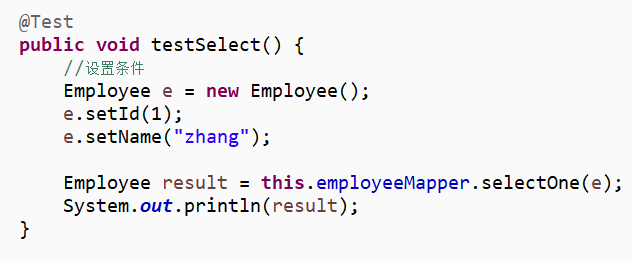 @Test
public void testSelect() {
//设置条件
Employee e = new Employee();
e.setId(1);
e.setName("zhang");
Employee result = this.employeeMapper.selectOne(e);
System.out.println(result);
}